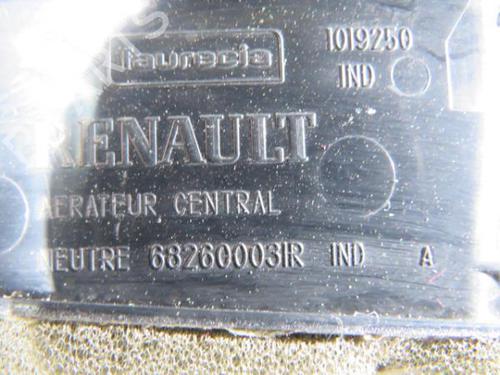 faurecia
1019250
IND
RENAULT
AERATEUR CENTRAL
NEUTRE 682600031R IND A